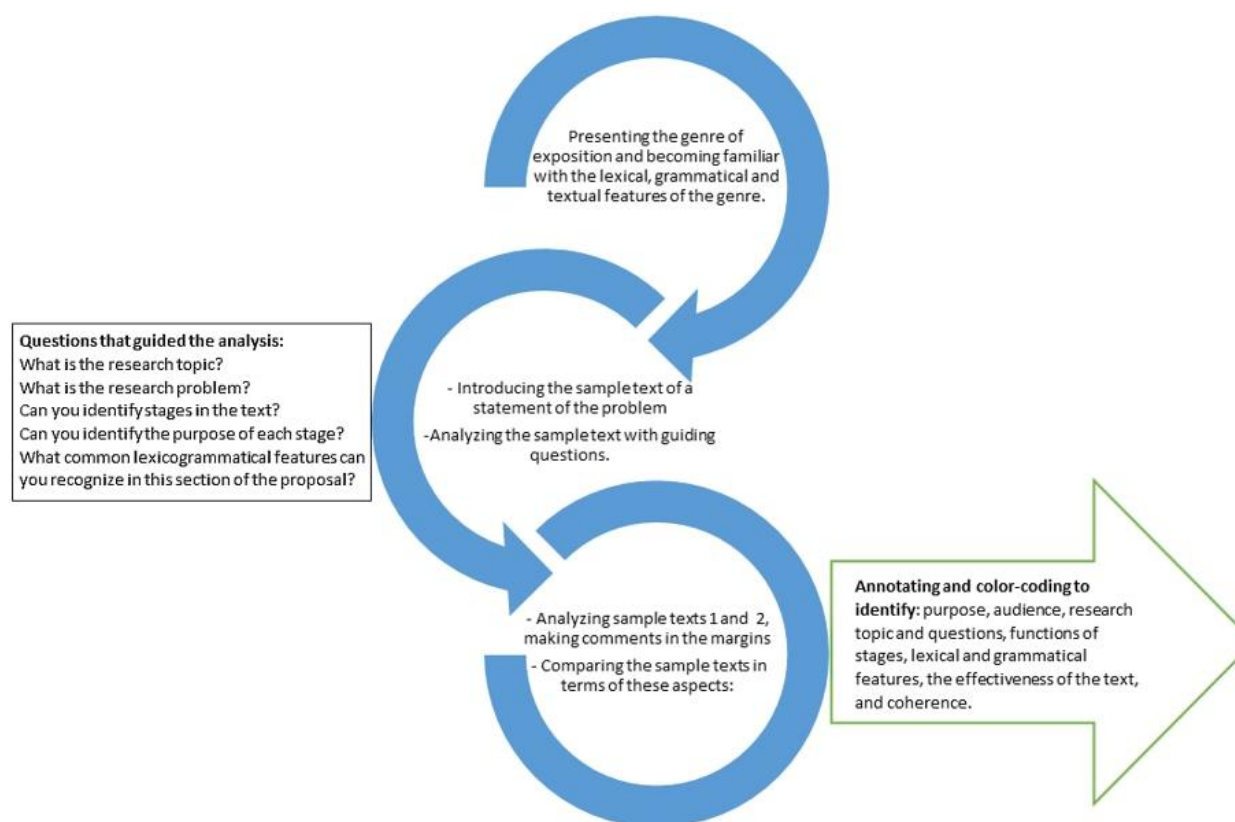 Presenting the genre of
exposition and becoming familiar
with the lexical, grammatical and
textual features of the genre.
Questions that guided the analysis:
What is the research topic?
What is the research problem?
Can you identify stages in the text?
Can you identify the purpose of each stage?
What common lexicogrammatical features can
you recognize in this section of the proposal?
- Introducing the sample text of a
statement of the problem
-Analyzing the sample text with guiding
questions.
- Analyzing sample texts 1 and 2,
making comments in the margins
- Comparing the sample texts in
terms of these aspects:
Annotating and color-coding to
identify: purpose, audience, research
topic and questions, functions of
stages, lexical and grammatical
features, the effectiveness of the text,
and coherence.